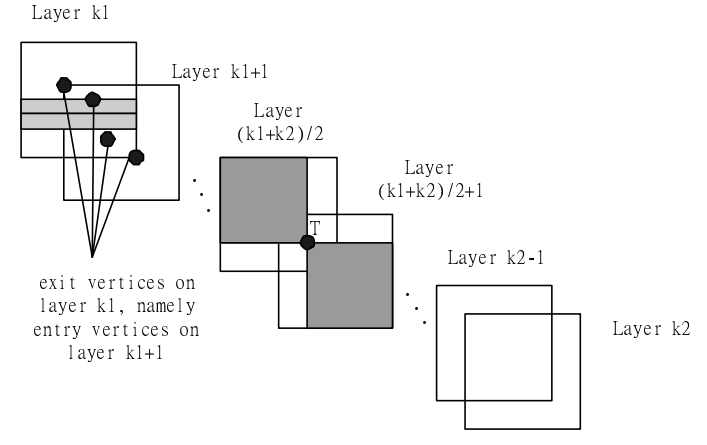 Layer k1
Layer k1+1
Layer
(k1+k2)/2
Layer
(k1+k2)/2+1
T
Layer k2-1
Layer k2
exit vertices on
layer k1, namely
entry vertices on
layer k1+1